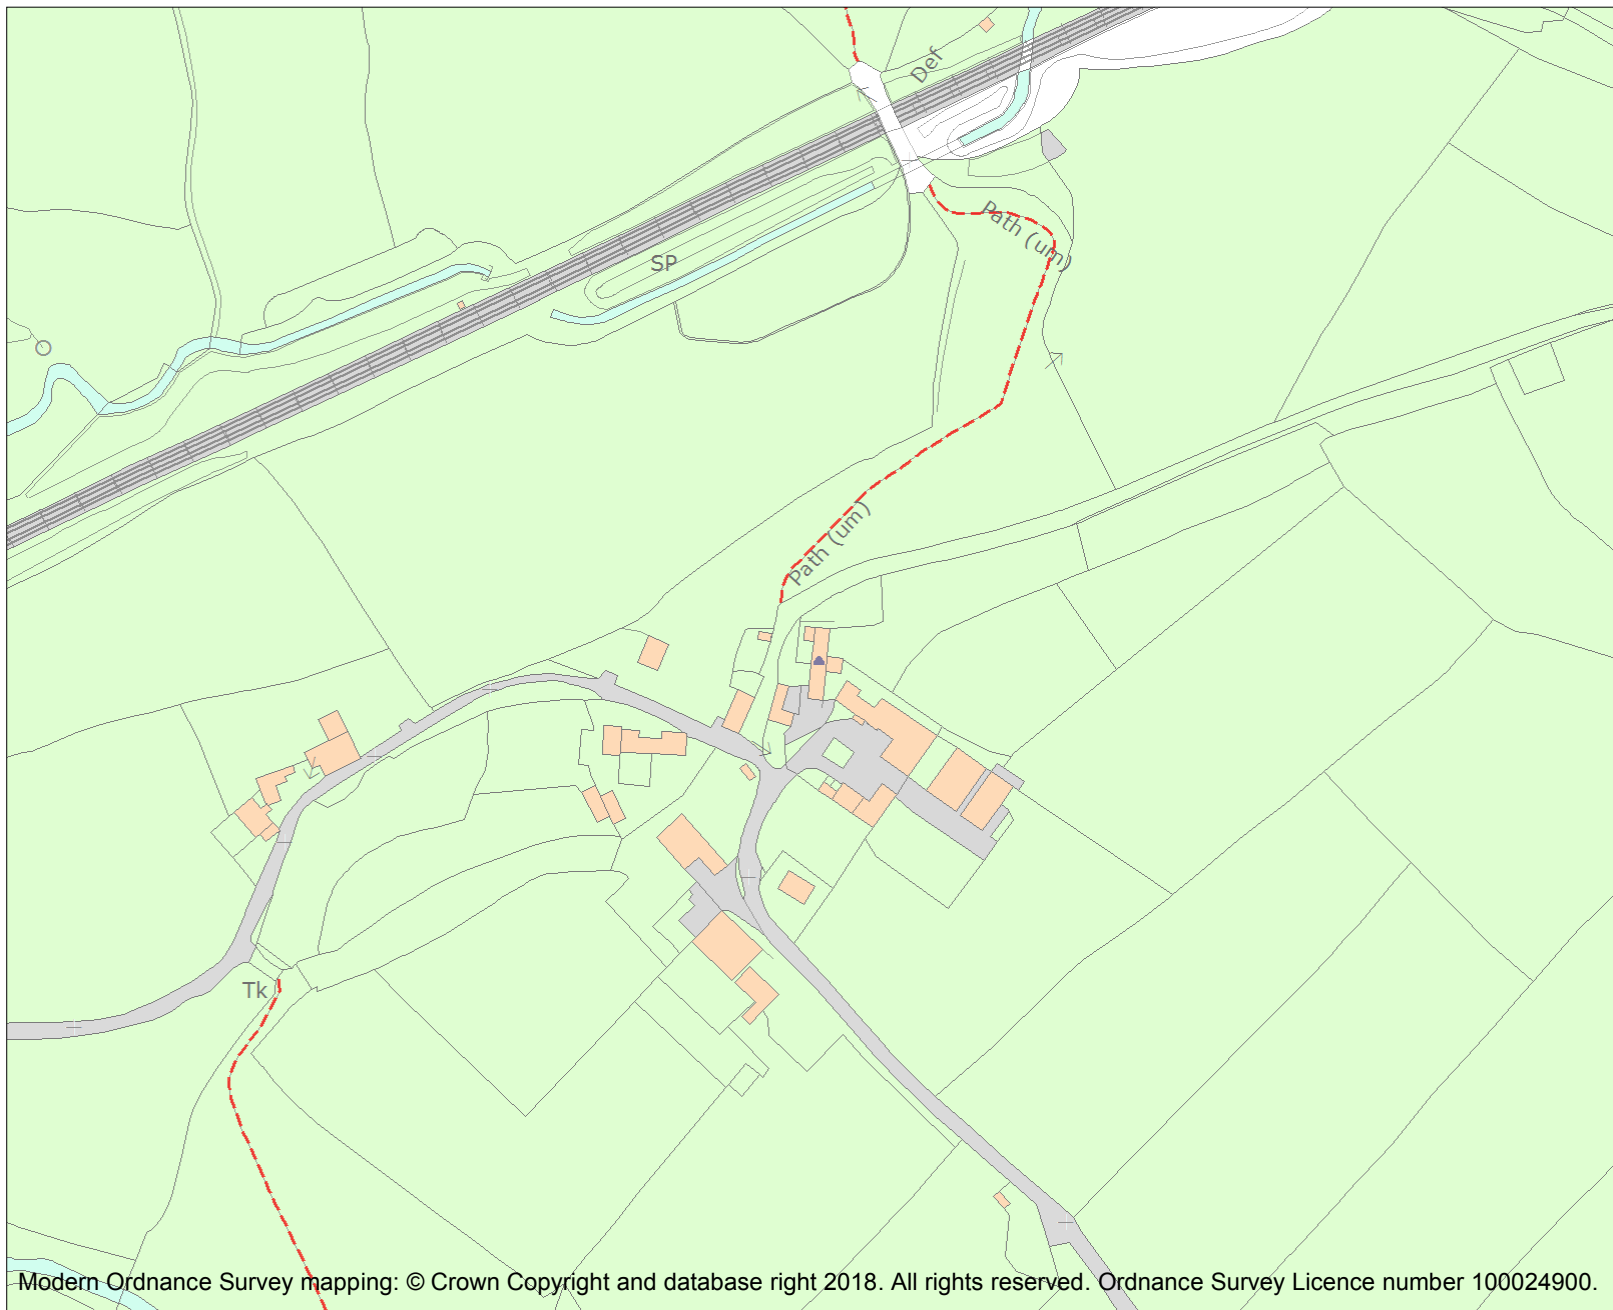 Def
Path (um)
SP
Path (um)
Tk
Modern Ordnance Survey mapping: © Crown Copyright and database right 2018. All rights reserved. Ordnance Survey Licence number 100024900.